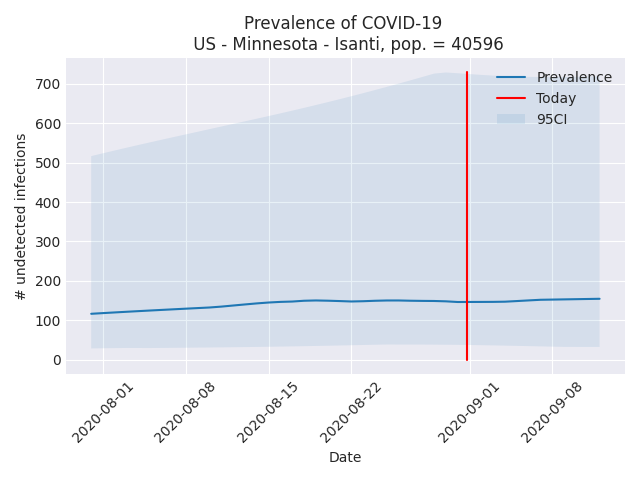 Prevalence of COVID-19
US - Minnesota - Isanti, pop. = 40596
# undetected infections
700
600
500
400
300
200
100
0
Prevalence
Today
95CI
2020-08-01
2020-08-08
2020-08-15
2020-08-22
2020-09-01
2020-09-08
Date